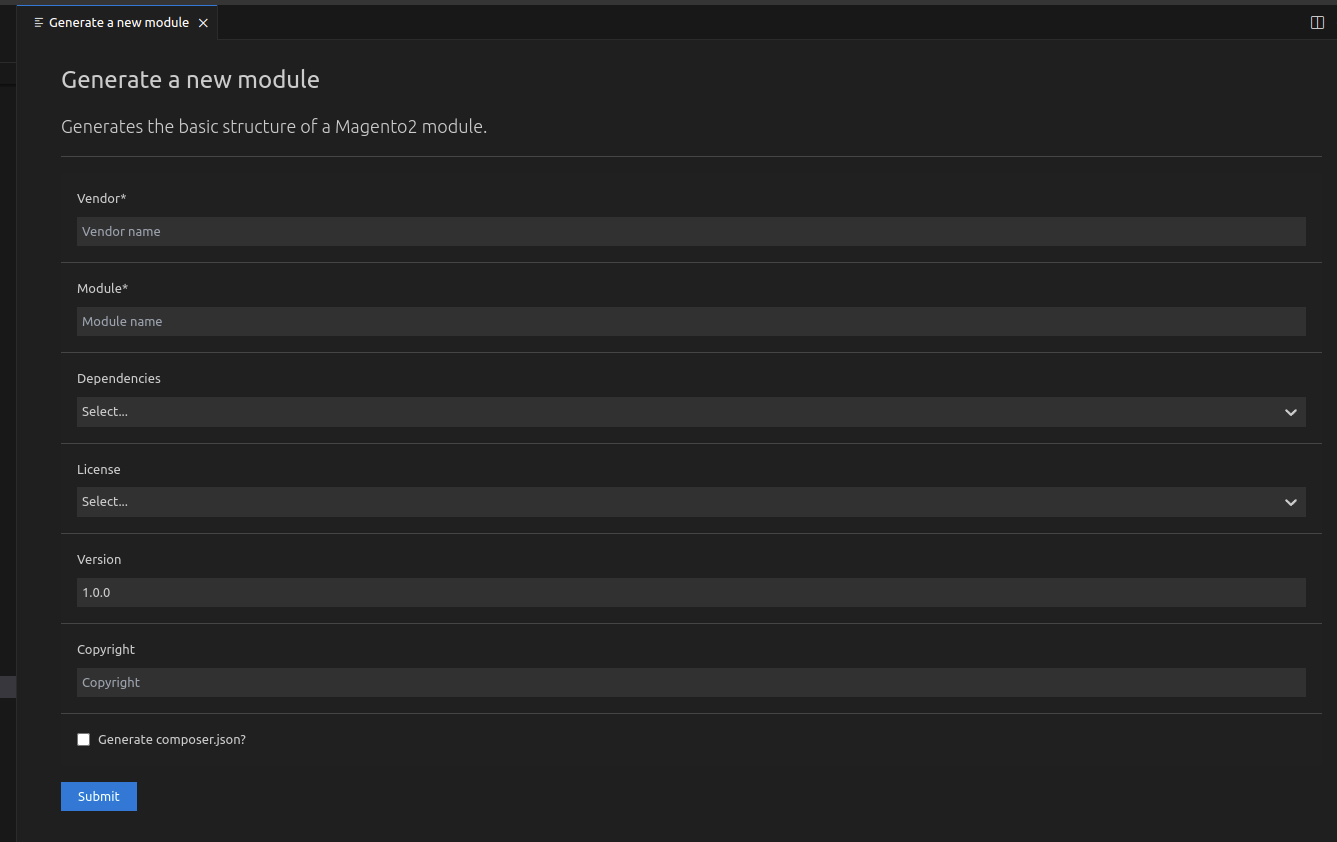 Generate a new module
Generate a new module
Generates the basic structure of a Magento2 module.
Vendor*
Vendor name
Module*
Module name
Dependencies
Select...
License
Select...
Version
1.0.0
Copyright
Copyright
Generate composer.json?
Submit